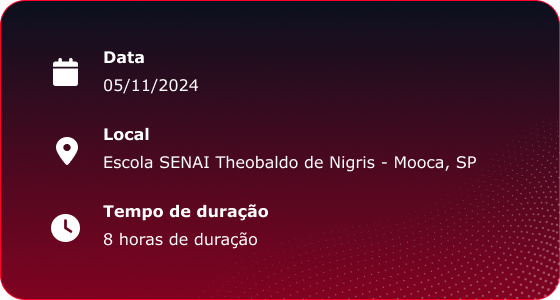 Data
05/11/2024
Local
Escola SENAI Theobaldo de Nigris - Mooca, SP
Tempo de duração
8 horas de duração